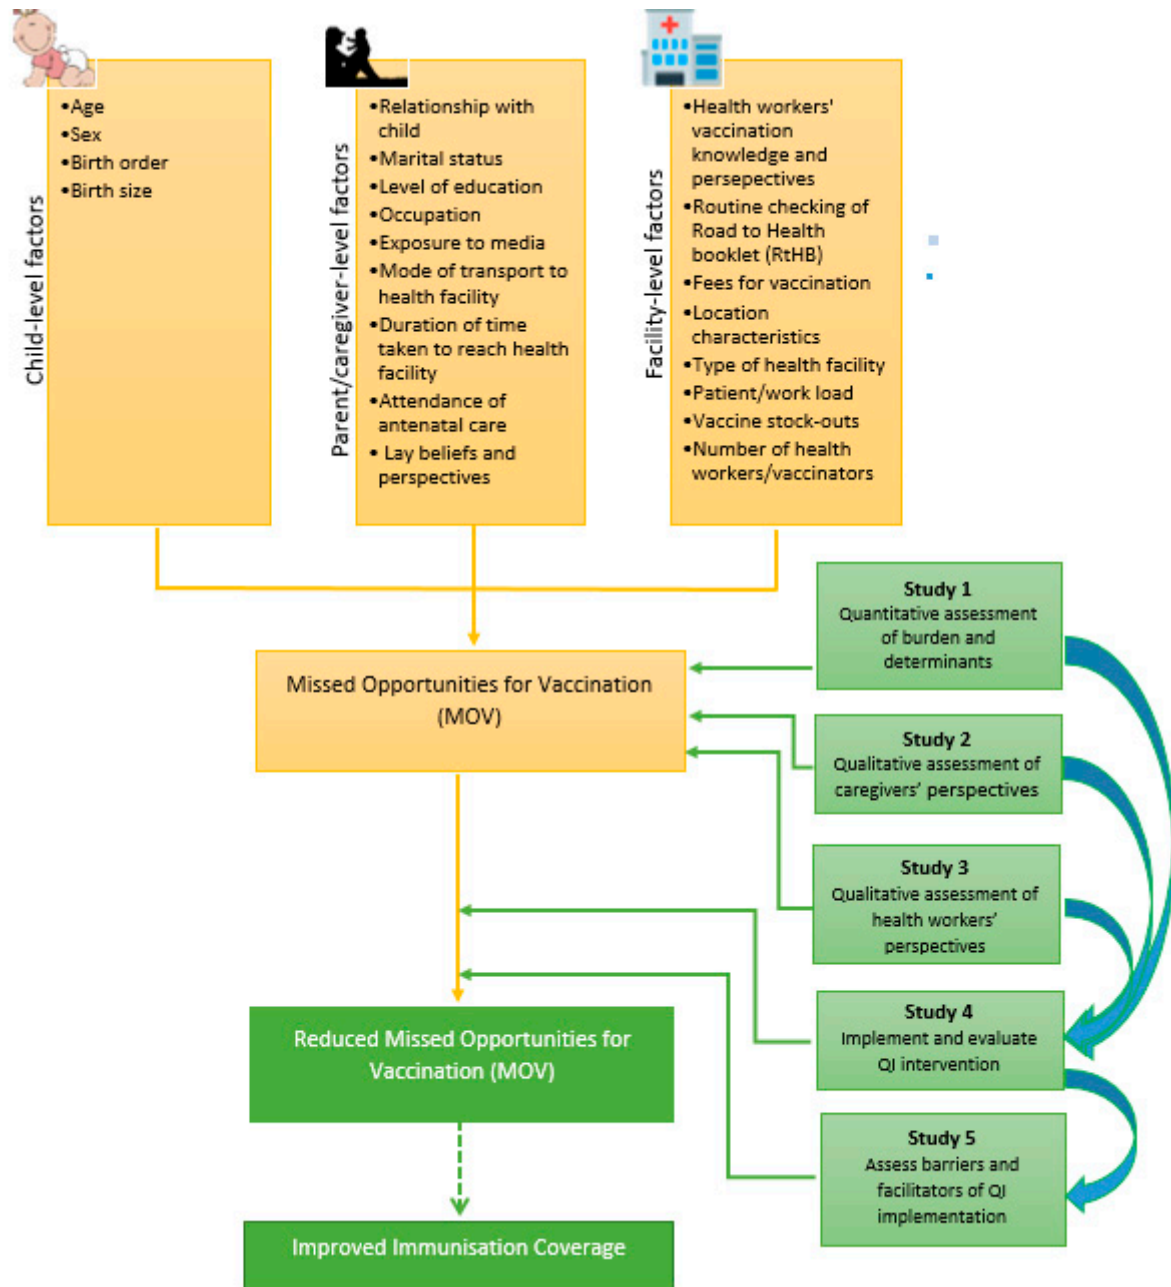 Child-level factors
•Age
•Sex
•Birth order
•Birth size
Parent/caregiver-level factors
•Relationship with
child
•Marital status
•Level of education
•Occupation
•Exposure to media
•Mode of transport to
health facility
•Duration of time
taken to reach health
facility
•Attendance of
antenatal care
• Lay beliefs and
perspectives
Facility-level factors
•Health workers'
vaccination
knowledge and
persepectives
•Routine checking of
Road to Health
booklet (RtHB)
•Fees for vaccination
•Location
characteristics
•Type of health facility
•Patient/work load
•Vaccine stock-outs
•Number of health
workers/vaccinators
Missed Opportunities for Vaccination
(MOV)
Reduced Missed Opportunities for
Vaccination (MOV)
Improved Immunisation Coverage
Study 1
Quantitative assessment
of burden and
determinants
Study 2
Qualitative assessment of
caregivers’ perspectives
Study 3
Qualitative assessment of
health workers’
perspectives
Study 4
Implement and evaluate
QI intervention
Study 5
Assess barriers and
facilitators of QI
implementation